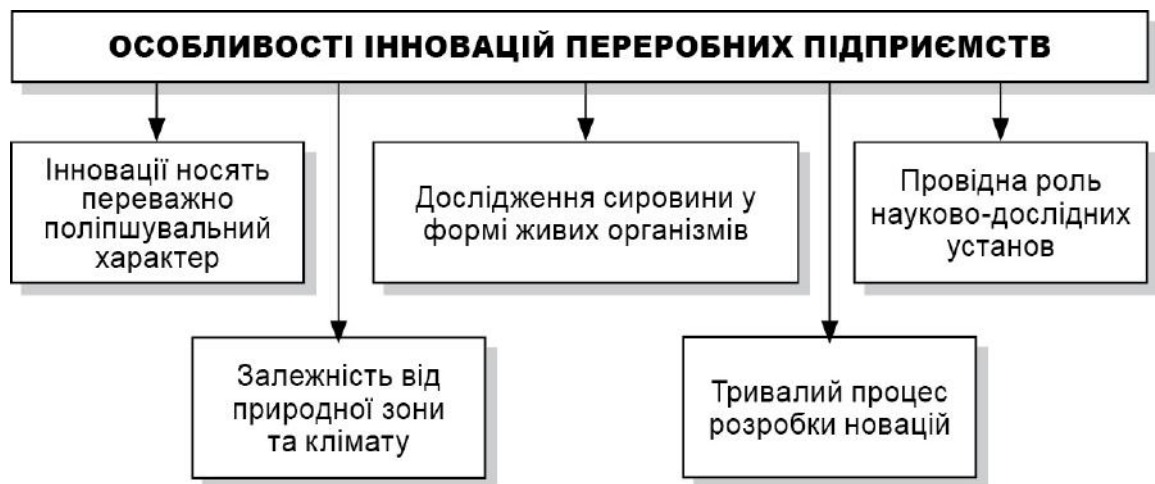 ОСОБЛИВОСТІ ІННОВАЦІЙ ПЕРЕРОБНИХ ПІДПРИЄМСТВ
Інновації носять
переважно
поліпшувальний
характер
Дослідження сировини у
формі живих організмів
Провідна роль
науково-дослідних
установ
Залежність від
природної зони
та клімату
Тривалий процес
розробки новацій